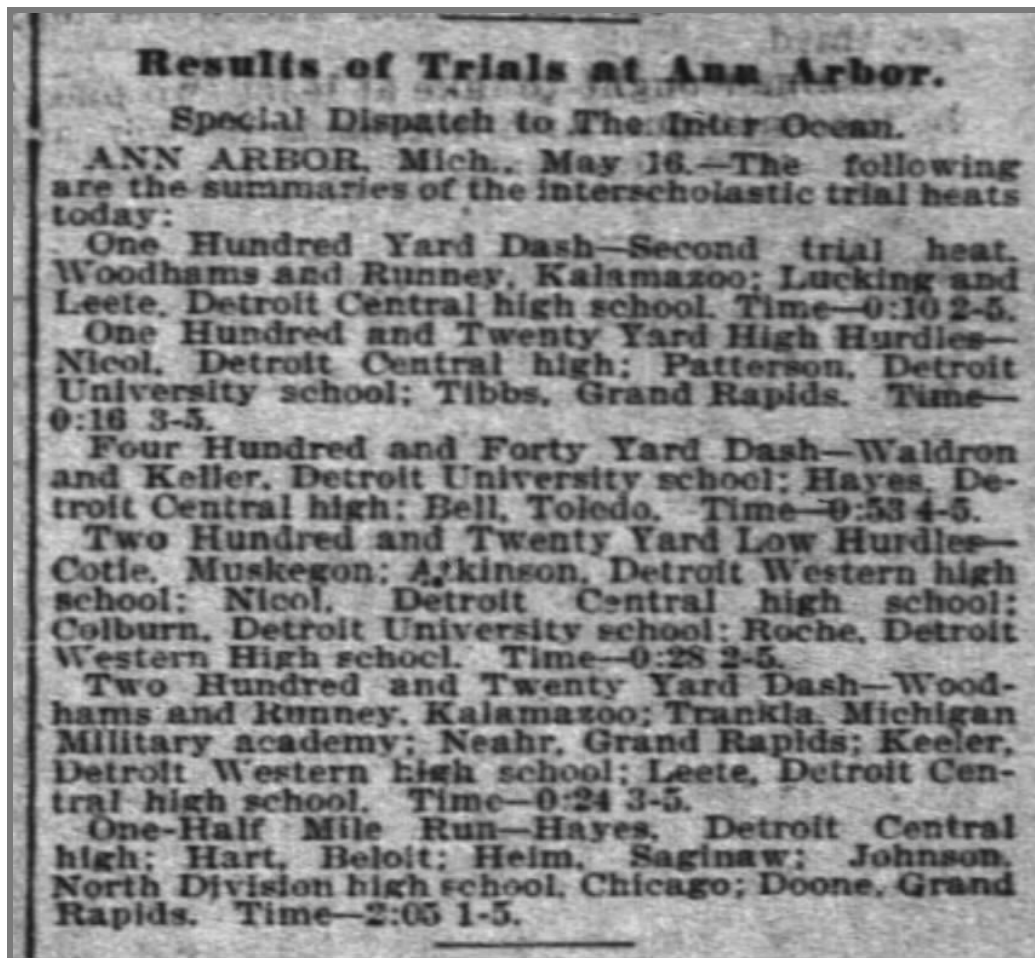 Results of Trials at Ann Arbor.
Special Dispatch to The Inter Ocean.
ANN ARBOR, Mich., May 16.—The following
are the summaries of the interscholastic trial heats
today:
One Hundred Yard Dash—Second trial heat,
Woodhams and Runney, Kalamazoo; Lucking and
Leete, Detroit Central high school. Time—0:10 2-5.
One Hundred and Twenty Yard High Hurdles—
Nicol, Detroit Central high; Patterson, Detroit
University school; Tibbs, Grand Rapids. Time—
0:16 3-5.
Four Hundred and Forty Yard Dash—Waldron
and Keller, Detroit University school; Hayes, De-
troit Central high; Bell, Toledo. Time—0:53 4-5.
Two Hundred and Twenty Yard Low Hurdles—
Cotie, Muskegon; Atkinson, Detroit Western high
school; Nicol, Detroit Central high school;
Colburn, Detroit University school; Roche, Detroit
Western High school. Time—0:28 2-5.
Two Hundred and Twenty Yard Dash—Wood-
hams and Runney, Kalamazoo; Trankla, Michigan
Military academy; Neahr, Grand Rapids; Keeler,
Detroit Western high school; Leete, Detroit Cen-
tral high school. Time—0:24 3-5.
One-Half Mile Run—Hayes, Detroit Central
high; Hart, Beloit; Heim, Saginaw; Johnson,
North Division high school, Chicago; Doone, Grand
Rapids. Time—2:05 1-5.